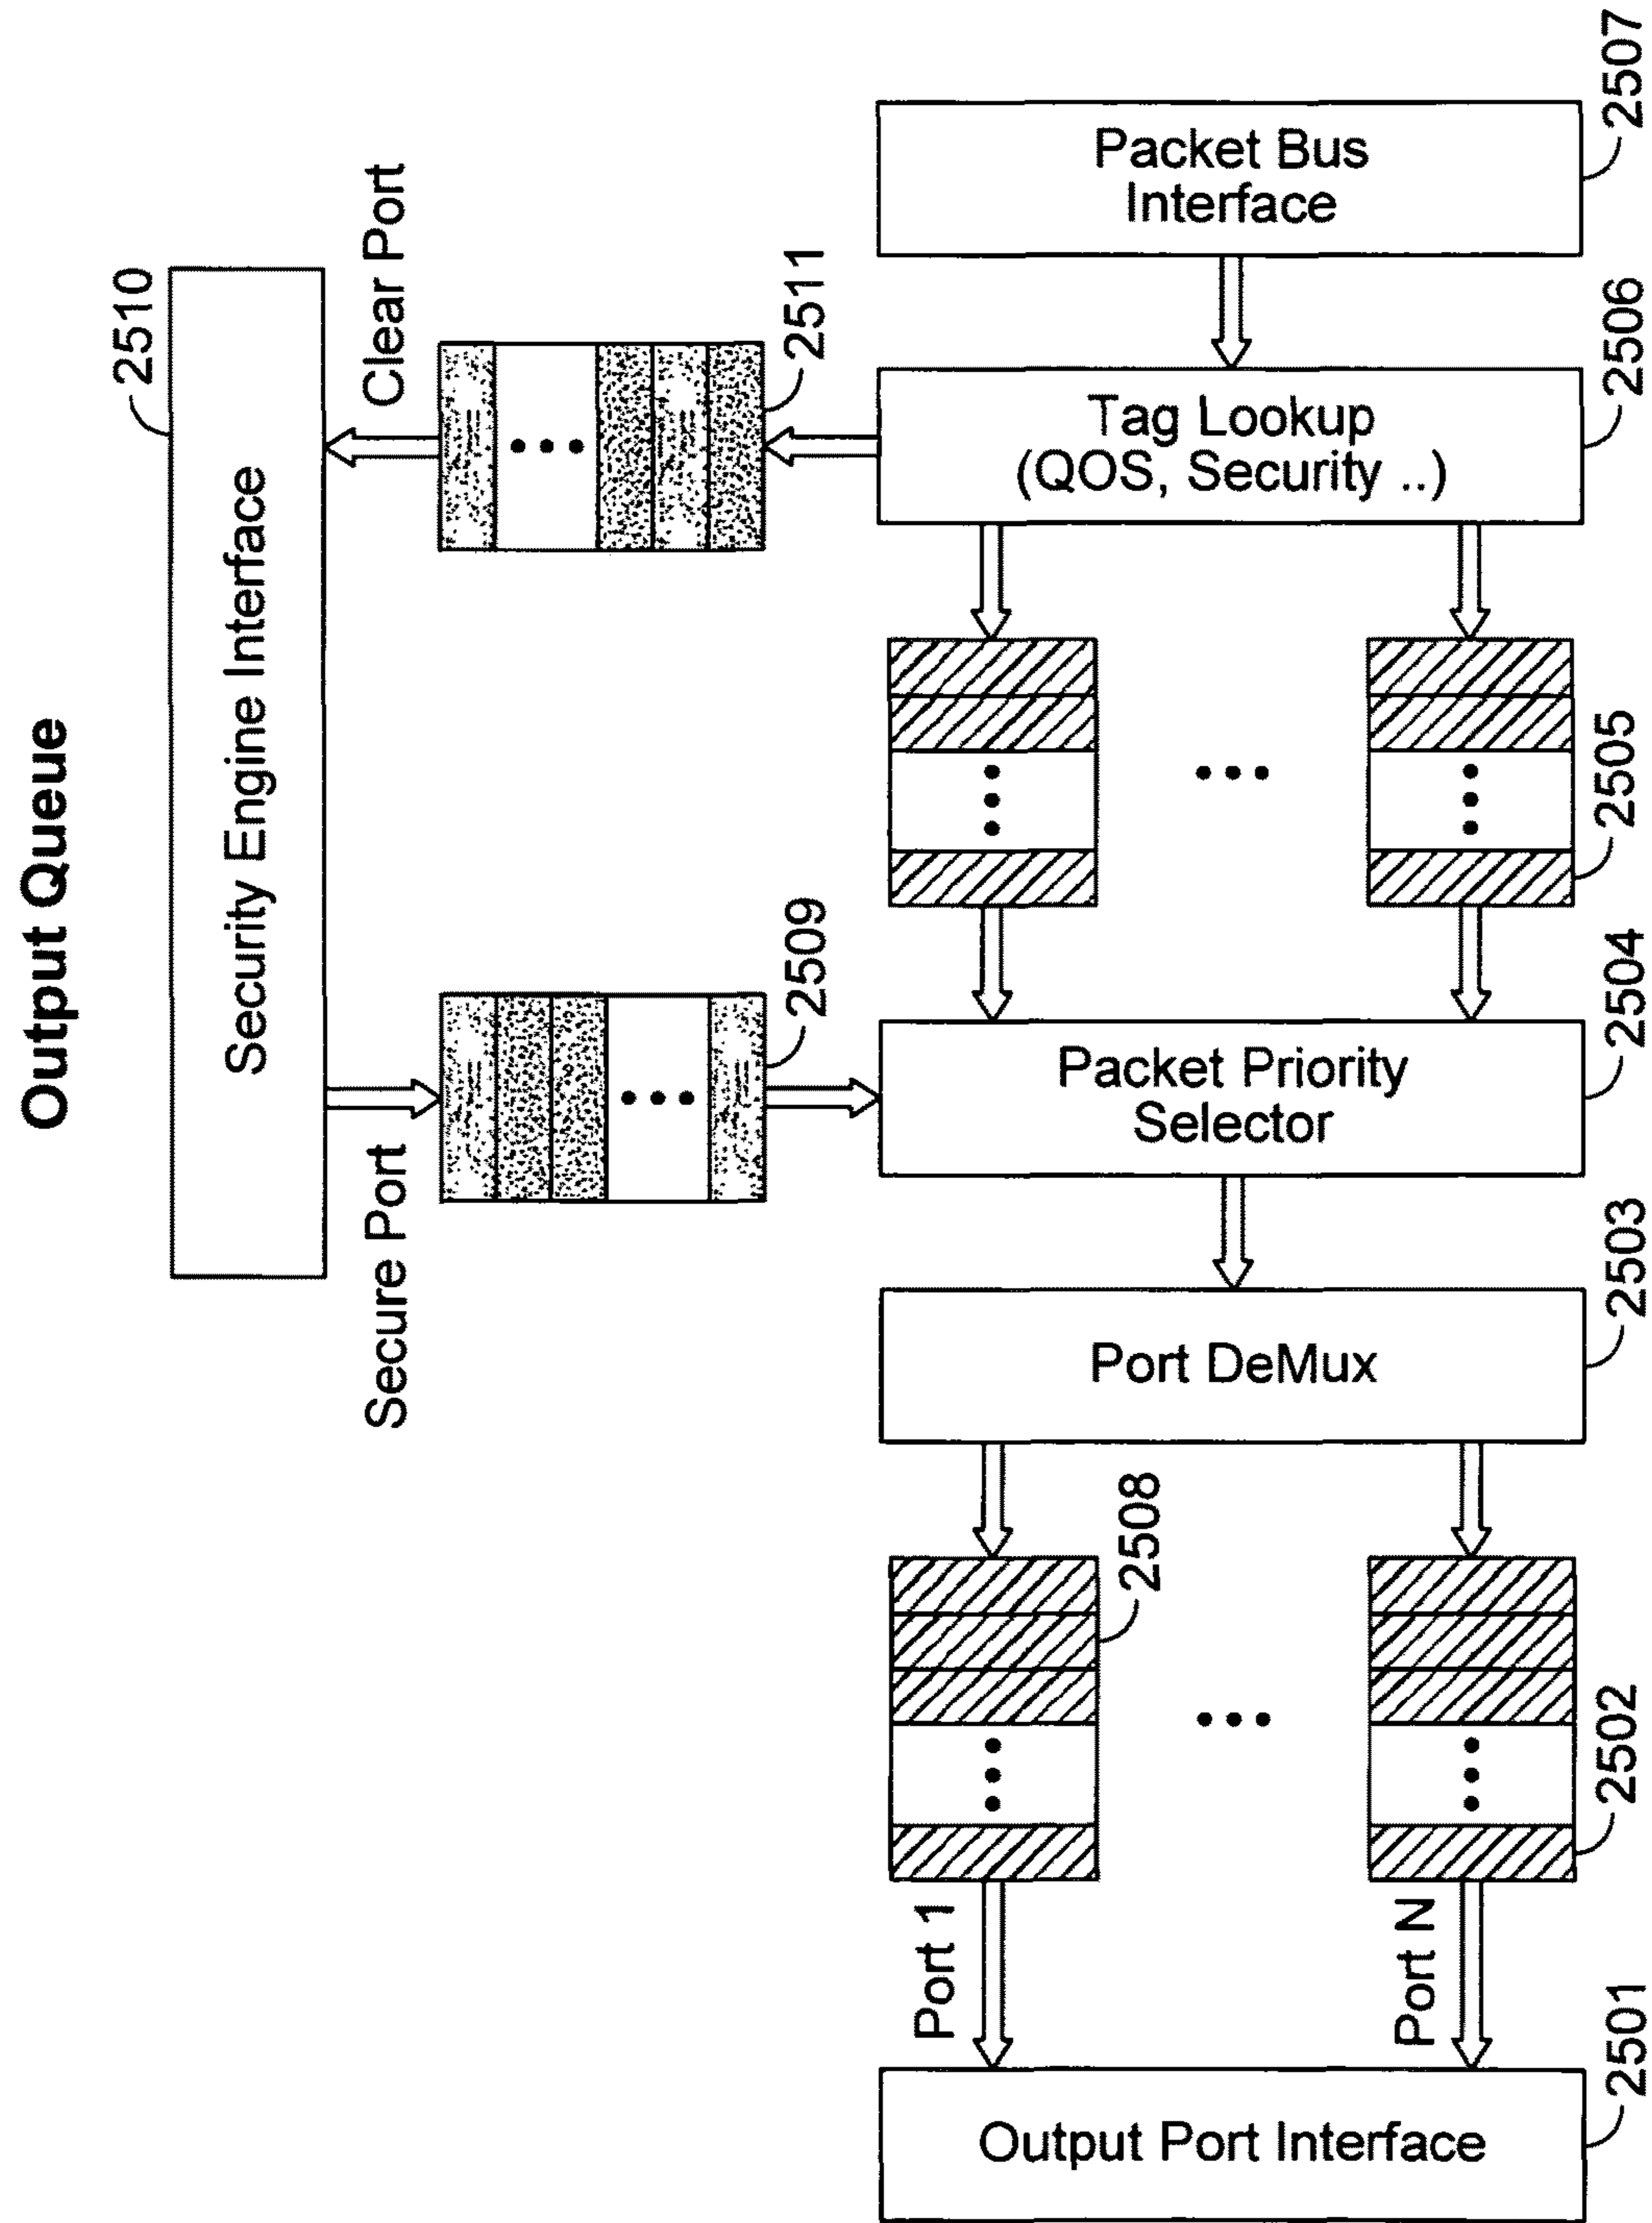 Output Queue
2510
Security Engine Interface
Secure Port
Clear Port
2509
2511
Port 1
2508
Port N
Output Port Interface
Port DeMux
Packet Priority
Selector
Tag Lookup
(QOS, Security ..)
Packet Bus
Interface
2501
2502
2503
2504
2505
2506
2507